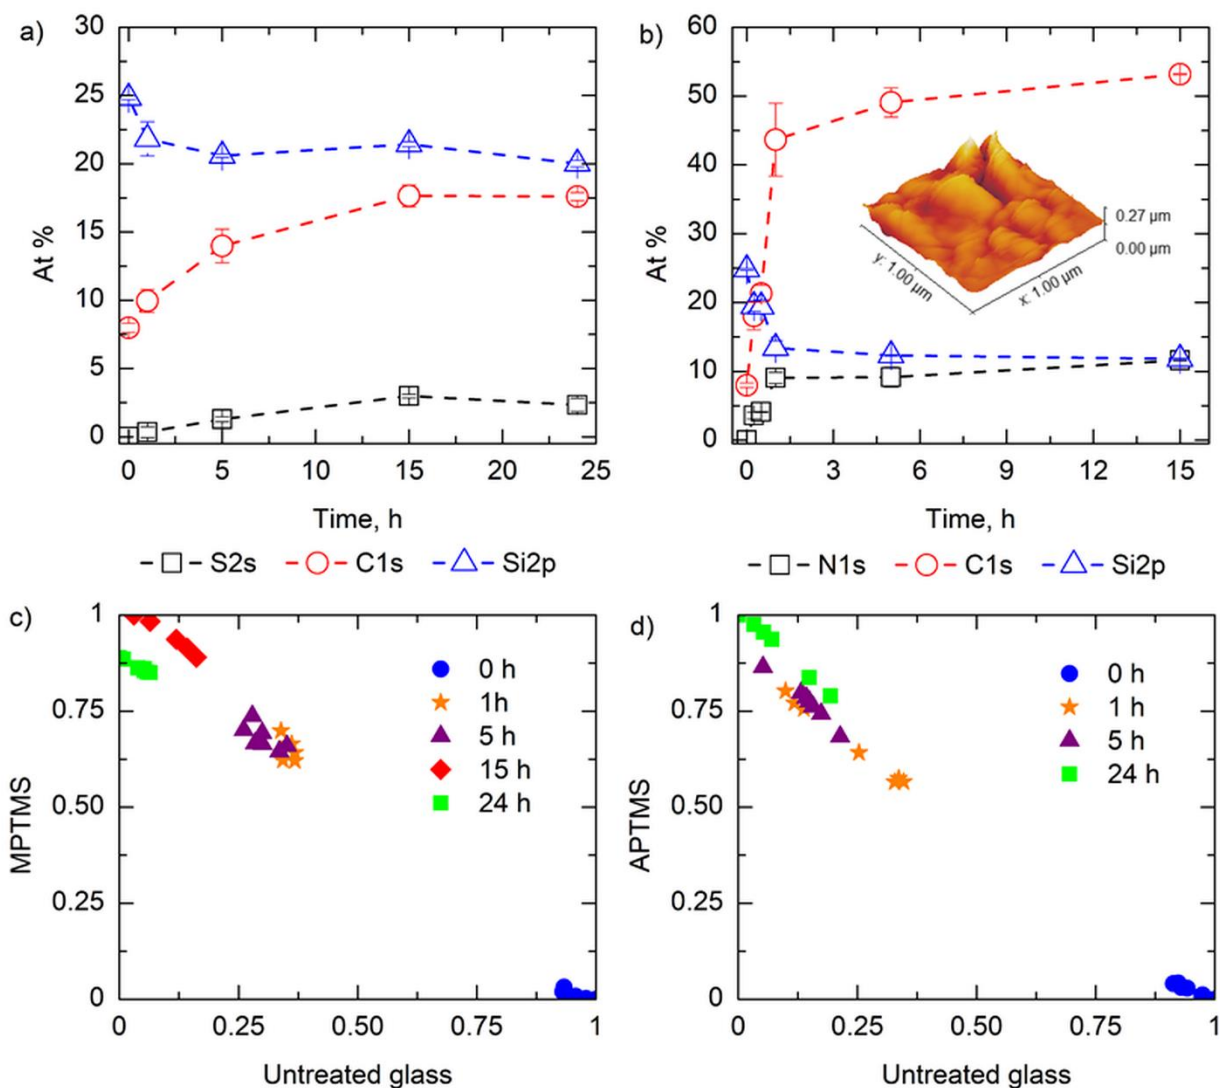 a)
30
25
20
15
10
5
0
At %
0 5 10 15 20 25
Time, h
S2s C1s Si2p
b)
60
50
40
30
20
10
0
At %
0.27 µm
0.00 µm
y: 1.00 µm
x: 1.00 µm
0 3 6 9 12 15
Time, h
N1s C1s Si2p
c)
1
0.75
0.50
0.25
0
MPTMS
0 h
1h
5 h
15 h
24 h
0 0.25 0.50 0.75 1
Untreated glass
d)
1
0.75
0.50
0.25
0
APTMS
0 h
1 h
5 h
24 h
0 0.25 0.50 0.75 1
Untreated glass